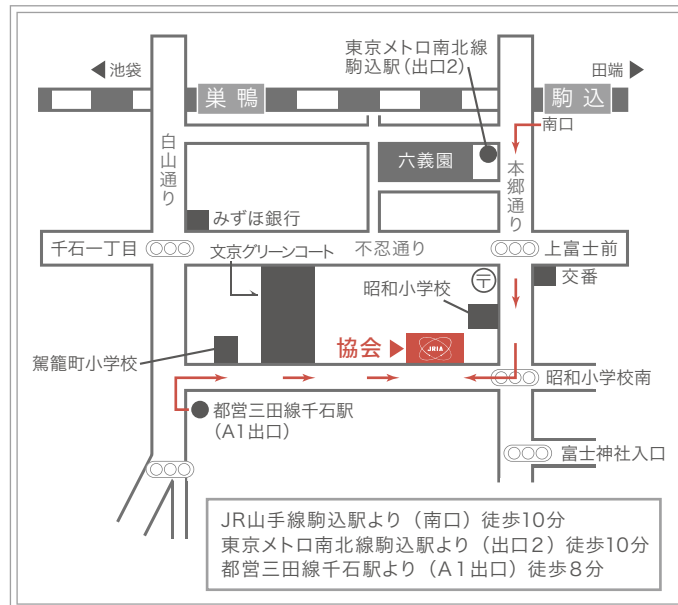 東京メトロ南北線
駒込駅(出口2)
池袋
巣鴨
田端
駒込
南口
白山通り
六義園
本郷通り
みずほ銀行
千石一丁目
文京グリーンコート
不忍通り
上富士前
〒
交番
昭和小学校
協会
JRIA
駕籠町小学校
昭和小学校南
都営三田線千石駅
(A1出口)
富士神社入口
JR山手線駒込駅より(南口)徒歩10分
東京メトロ南北線駒込駅より(出口2)徒歩10分
都営三田線千石駅より(A1出口)徒歩8分